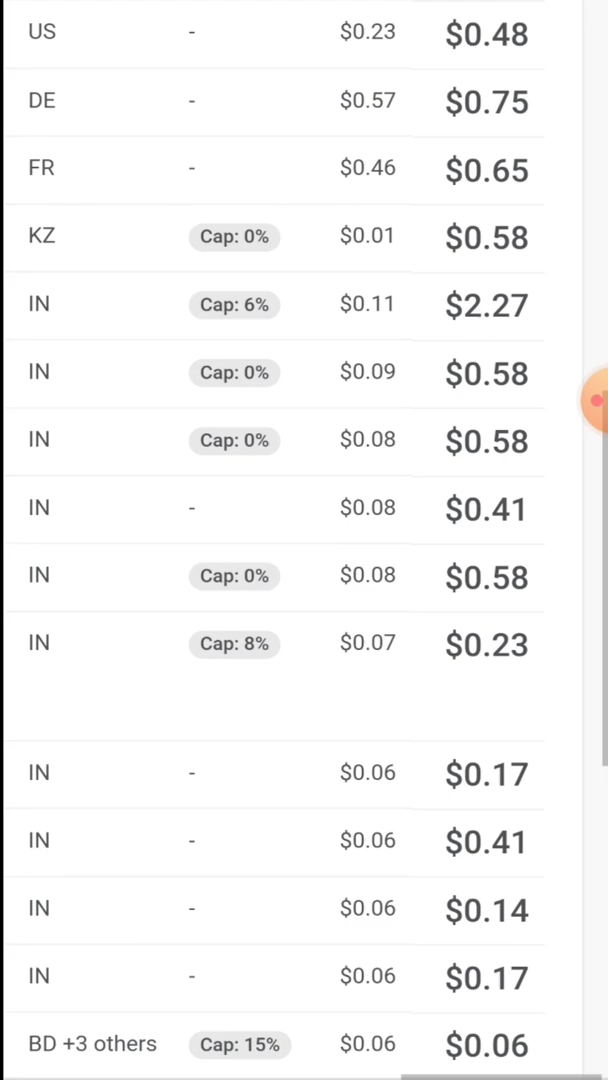 US - $0.23 $0.48
DE - $0.57 $0.75
FR - $0.46 $0.65
KZ Cap: 0% $0.01 $0.58
IN Cap: 6% $0.11 $2.27
IN Cap: 0% $0.09 $0.58
IN Cap: 0% $0.08 $0.58
IN - $0.08 $0.41
IN Cap: 0% $0.08 $0.58
IN Cap: 8% $0.07 $0.23
IN - $0.06 $0.17
IN - $0.06 $0.41
IN - $0.06 $0.14
IN - $0.06 $0.17
BD +3 others Cap: 15% $0.06 $0.06